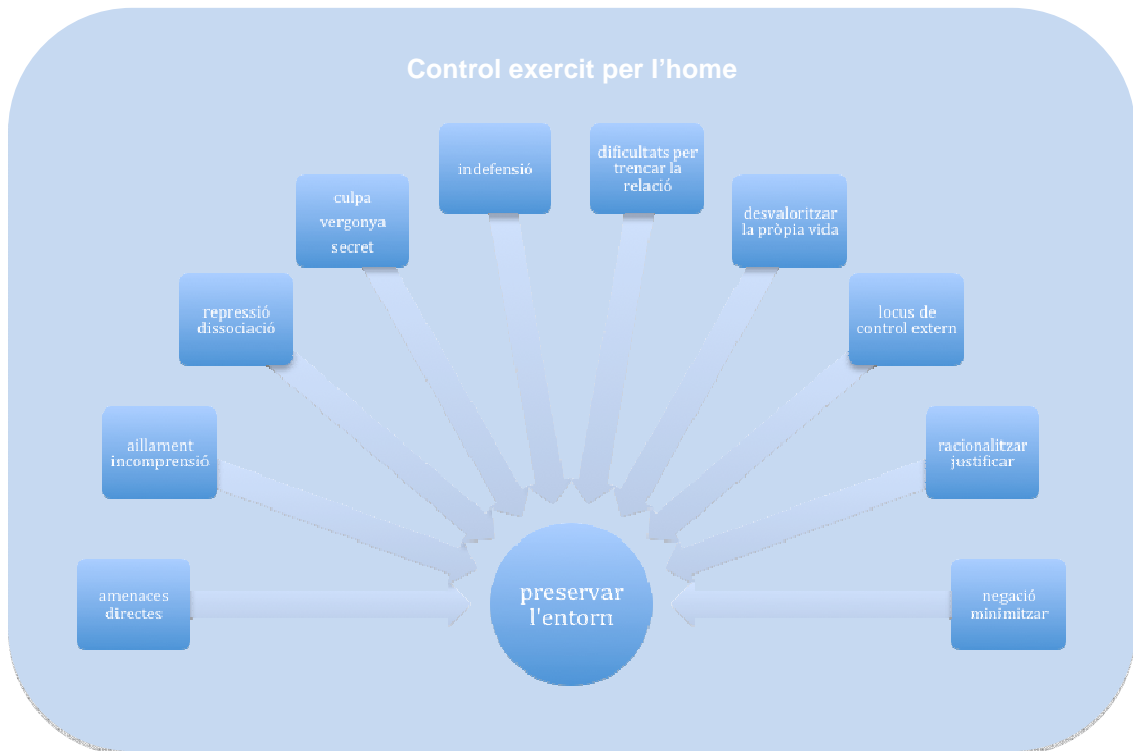 Control exercit per l'home
indefensió
dificultats per
trencar la
relació
culpa
vergonya
secret
desvaloritzar
la pròpia vida
repressió
dissociació
locus de
control extern
aïllament
incomprensió
racionalitzar
justificar
amenaces
directes
preservar
l'entorn
negació
minimitzar